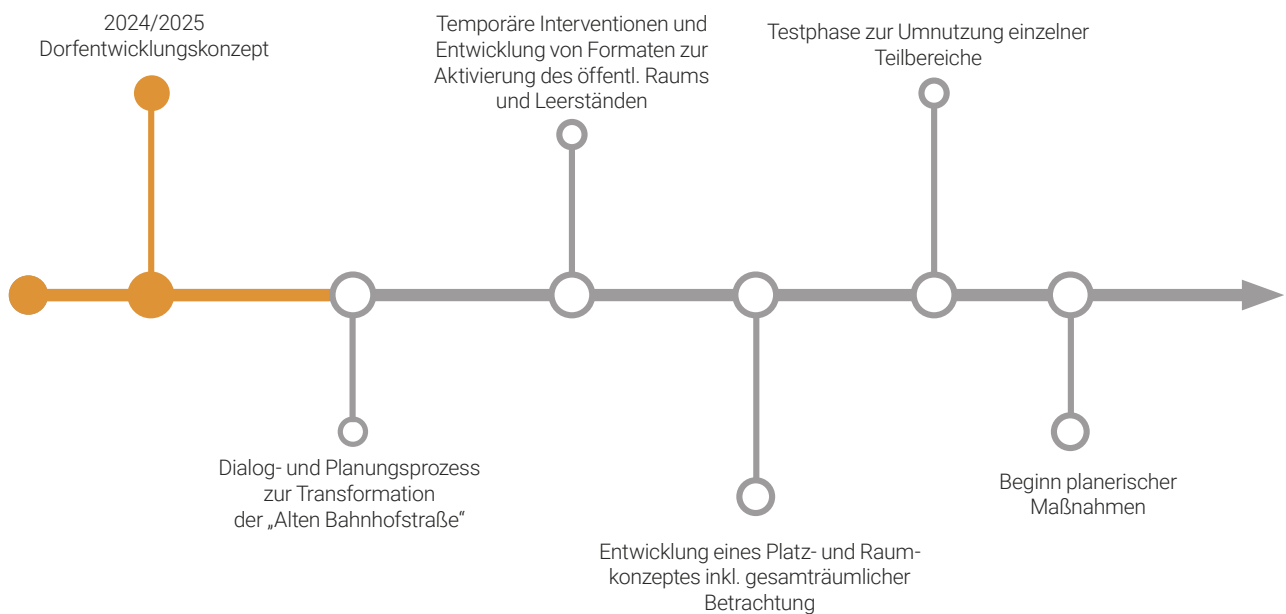 2024/2025
Dorfentwicklungskonzept
Temporäre Interventionen und
Entwicklung von Formaten zur
Aktivierung des öffentl. Raums
und Leerständen
Testphase zur Umnutzung einzelner
Teilbereiche
Dialog- und Planungsprozess
zur Transformation
der „Alten Bahnhofstraße“
Entwicklung eines Platz- und Raum-
konzeptes inkl. gesamträumlicher
Betrachtung
Beginn planerischer
Maßnahmen